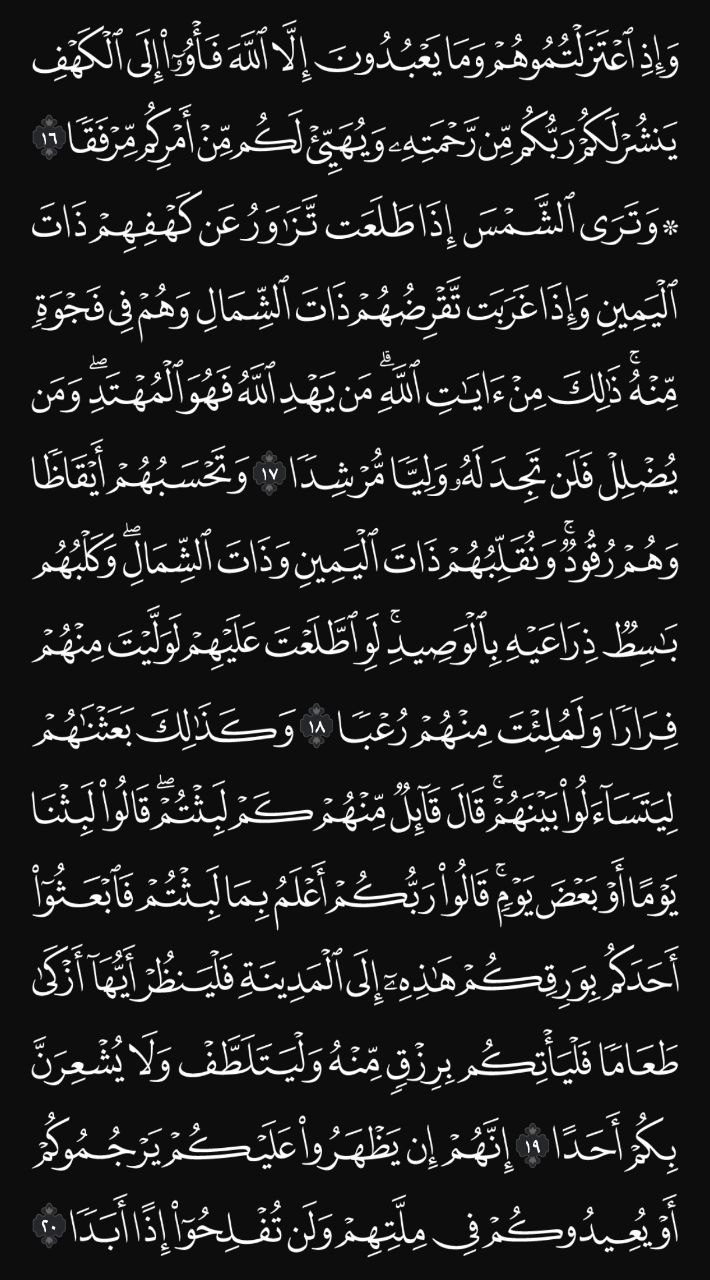 وَإِذِ ٱعۡتَزَلۡتُمُوهُمۡ وَمَا يَعۡبُدُونَ إِلَّا ٱللَّهَ فَأۡوُۥٓاْ إِلَى ٱلۡكَهۡفِ
يَنشُرۡ لَكُمۡ رَبُّكُم مِّن رَّحۡمَتِهِۦ وَيُهَيِّئۡ لَكُم مِّنۡ أَمۡرِكُم مِّرۡفَقٗا ١٦
۞ وَتَرَى ٱلشَّمۡسَ إِذَا طَلَعَت تَّزَٰوَرُ عَن كَهۡفِهِمۡ ذَاتَ
ٱلۡيَمِينِ وَإِذَا غَرَبَت تَّقۡرِضُهُمۡ ذَاتَ ٱلشِّمَالِ وَهُمۡ فِي فَجۡوَةٖ
مِّنۡهُۚ ذَٰلِكَ مِنۡ ءَايَٰتِ ٱللَّهِۗ مَن يَهۡدِ ٱللَّهُ فَهُوَ ٱلۡمُهۡتَدِۖ وَمَن
يُضۡلِلۡ فَلَن تَجِدَ لَهُۥ وَلِيّٗا مُّرۡشِدٗا ١٧ وَتَحۡسَبُهُمۡ أَيۡقَاظٗا
وَهُمۡ رُقُودٞۚ وَنُقَلِّبُهُمۡ ذَاتَ ٱلۡيَمِينِ وَذَاتَ ٱلشِّمَالِۖ وَكَلۡبُهُم
بَٰسِطٞ ذِرَاعَيۡهِ بِٱلۡوَصِيدِۚ لَوِ ٱطَّلَعۡتَ عَلَيۡهِمۡ لَوَلَّيۡتَ مِنۡهُمۡ
فِرَارٗا وَلَمُلِئۡتَ مِنۡهُمۡ رُعۡبٗا ١٨ وَكَذَٰلِكَ بَعَثۡنَٰهُمۡ
لِيَتَسَآءَلُواْ بَيۡنَهُمۡۚ قَالَ قَآئِلٞ مِّنۡهُمۡ كَمۡ لَبِثۡتُمۡۖ قَالُواْ لَبِثۡنَا
يَوۡمًا أَوۡ بَعۡضَ يَوۡمٖۚ قَالُواْ رَبُّكُمۡ أَعۡلَمُ بِمَا لَبِثۡتُمۡ فَٱبۡعَثُوٓاْ
أَحَدَكُم بِوَرِقِكُمۡ هَٰذِهِۦٓ إِلَى ٱلۡمَدِينَةِ فَلۡيَنظُرۡ أَيُّهَآ أَزۡكَىٰ
طَعَامٗا فَلۡيَأۡتِكُم بِرِزۡقٖ مِّنۡهُ وَلۡيَتَلَطَّفۡ وَلَا يُشۡعِرَنَّ
بِكُمۡ أَحَدًا ١٩ إِنَّهُمۡ إِن يَظۡهَرُواْ عَلَيۡكُمۡ يَرۡجُمُوكُمۡ
أَوۡ يُعِيدُوكُمۡ فِي مِلَّتِهِمۡ وَلَن تُفۡلِحُوٓاْ إِذًا أَبَدٗا ٢٠